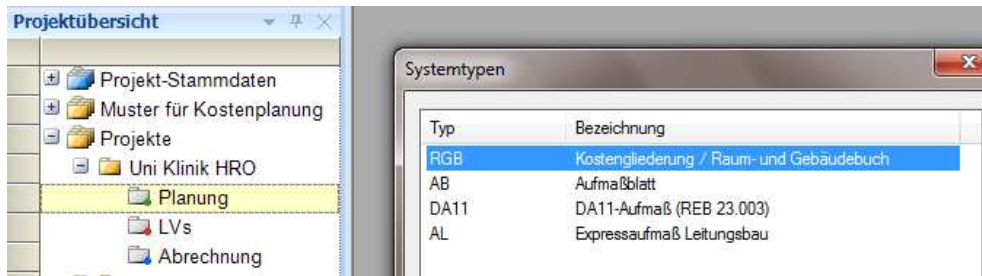 Projektübersicht
Projekt-Stammdaten
Muster für Kostenplanung
Projekte
Uni Klinik HRO
Planung
LVs
Abrechnung
Systemtypen
Typ Bezeichnung
RGB Kostengliederung / Raum- und Gebäudebuch
AB Aufmaßblatt
DA11 DA11-Aufmaß (REB 23.003)
AL Expressaufmaß Leitungsbau